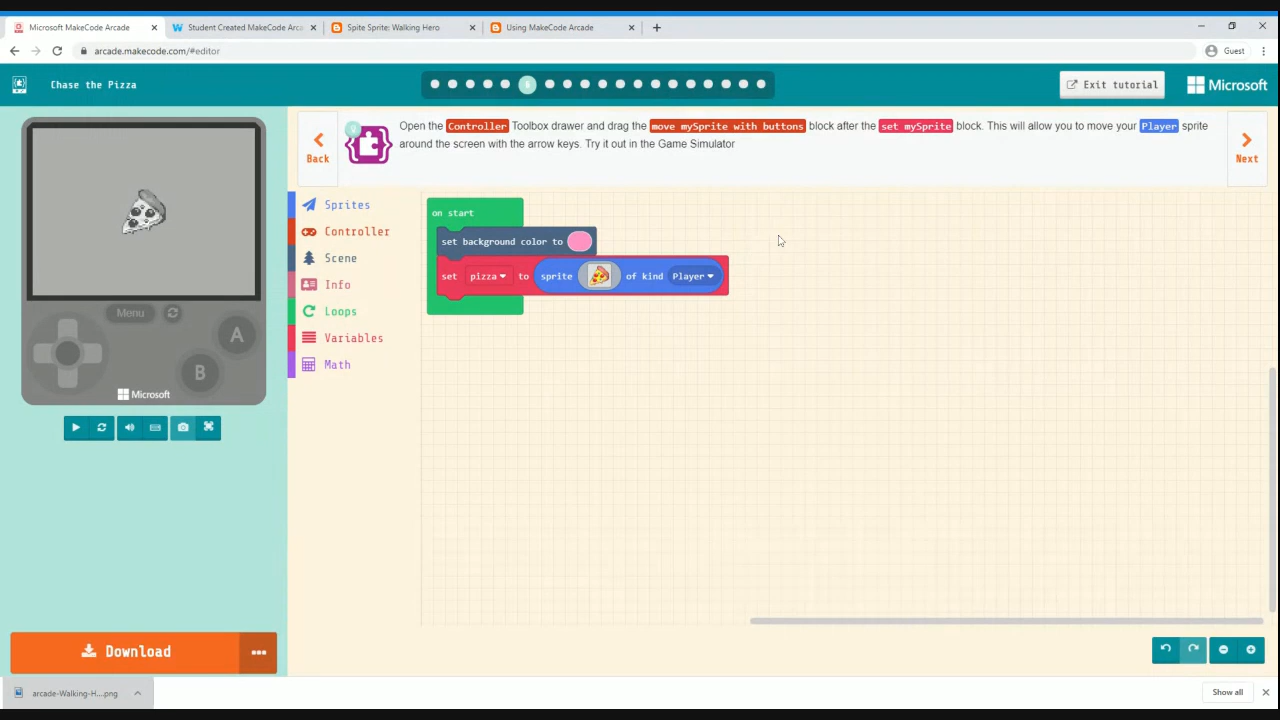 Microsoft MakeCode Arcade
Student Created MakeCode Arca
Spite Sprite: Walking Hero
Using MakeCode Arcade
arcade.makecode.com/#editor
Guest
Chase the Pizza
Exit tutorial
Microsoft
Back
Open the Controller Toolbox drawer and drag the move mySprite with buttons block after the set mySprite block. This will allow you to move your Player sprite
around the screen with the arrow keys. Try it out in the Game Simulator
Next
Sprites
Controller
Scene
Info
Loops
Variables
Math
on start
set background color to
set pizza to sprite of kind Player
Menu
A
B
Microsoft
Download
arcade-Walking-H....png
Show all